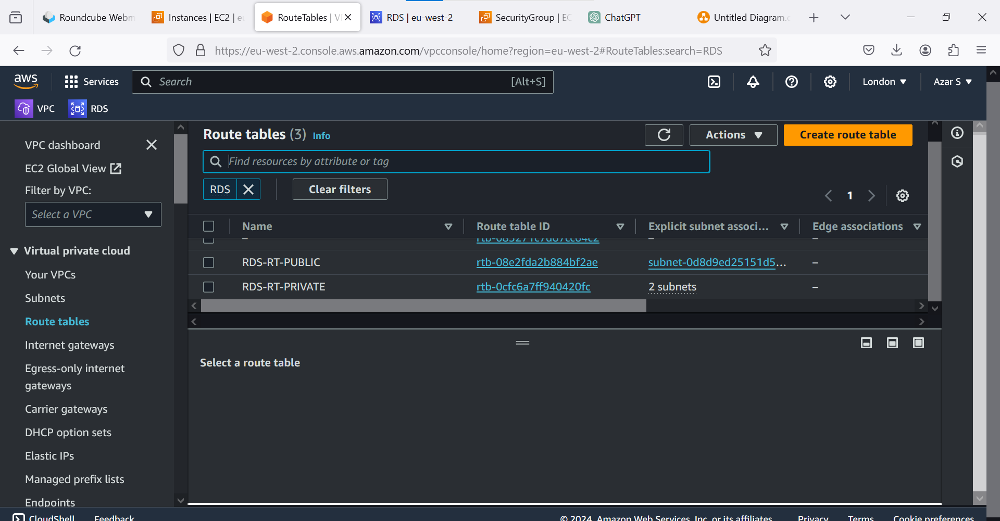 Roundcube Webm
Instances | EC2 | eu
RouteTables | V
RDS | eu-west-2
SecurityGroup | EC
ChatGPT
Untitled Diagram.
https://eu-west-2.console.aws.amazon.com/vpcconsole/home?region=eu-west-2#RouteTables:search=RDS
aws
Services
Search
[Alt+S]
London
Azar S
VPC
RDS
VPC dashboard
EC2 Global View
Filter by VPC:
Select a VPC
Virtual private cloud
Your VPCs
Subnets
Route tables
Internet gateways
Egress-only internet
gateways
Carrier gateways
DHCP option sets
Elastic IPs
Managed prefix lists
Endpoints
Route tables (3) Info
Actions
Create route table
Find resources by attribute or tag
RDS
Clear filters
1
Name
Route table ID
Explicit subnet associ...
Edge associations
–
–
–
RDS-RT-PUBLIC
rtb-08e2fda2b884bf2ae
subnet-0d8d9ed25151d5...
–
RDS-RT-PRIVATE
rtb-0cfc6a7ff940420fc
2 subnets
–
Select a route table
CloudShell
Feedback
© 2024, Amazon Web Services, Inc. or its affiliates.
Privacy
Terms
Cookie preferences